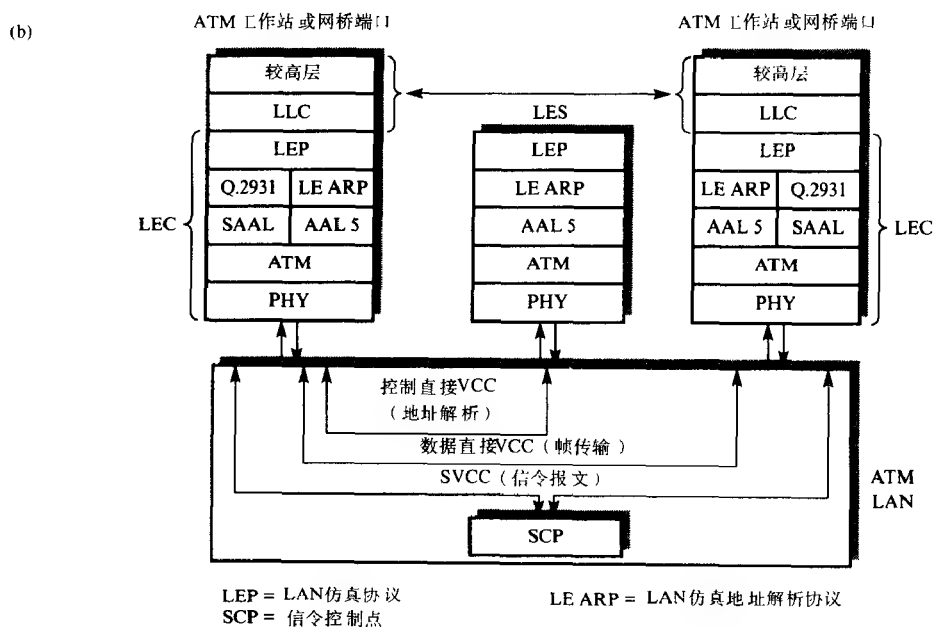 (b)
ATM 工作站或网桥端口
ATM 工作站或网桥端口
较高层
LLC
LEP
Q.2931 LE ARP
SAAL AAL 5
ATM
PHY
LEC
LES
LEP
LE ARP
AAL 5
ATM
PHY
较高层
LLC
LEP
LE ARP Q.2931
AAL 5 SAAL
ATM
PHY
LEC
控制直接VCC
(地址解析)
数据直接VCC(帧传输)
SVCC(信令报文)
SCP
ATM
LAN
LEP = LAN仿真协议
LE ARP = LAN仿真地址解析协议
SCP = 信令控制点